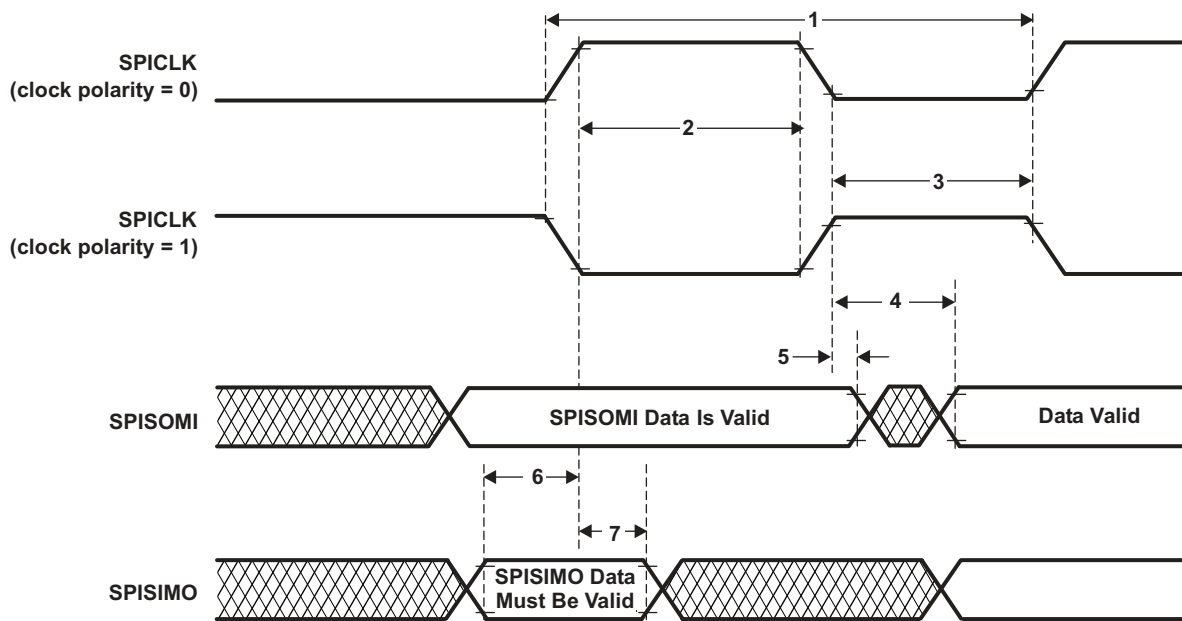 1
SPICLK
(clock polarity = 0)
2
3
SPICLK
(clock polarity = 1)
4
5
SPISOMI
SPISOMI Data Is Valid
Data Valid
6
7
SPISIMO
SPISIMO Data
Must Be Valid